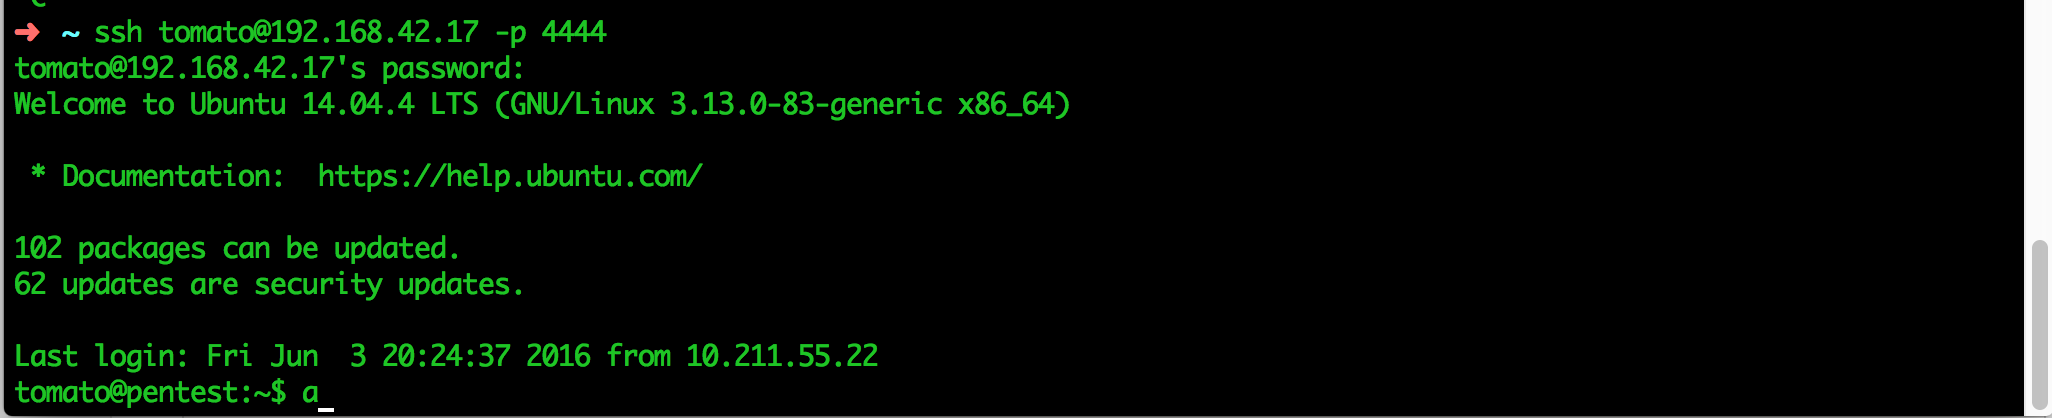 ➜  ~ ssh tomato@192.168.42.17 -p 4444
tomato@192.168.42.17's password:
Welcome to Ubuntu 14.04.4 LTS (GNU/Linux 3.13.0-83-generic x86_64)
 * Documentation:  https://help.ubuntu.com/
102 packages can be updated.
62 updates are security updates.
Last login: Fri Jun  3 20:24:37 2016 from 10.211.55.22
tomato@pentest:~$ a